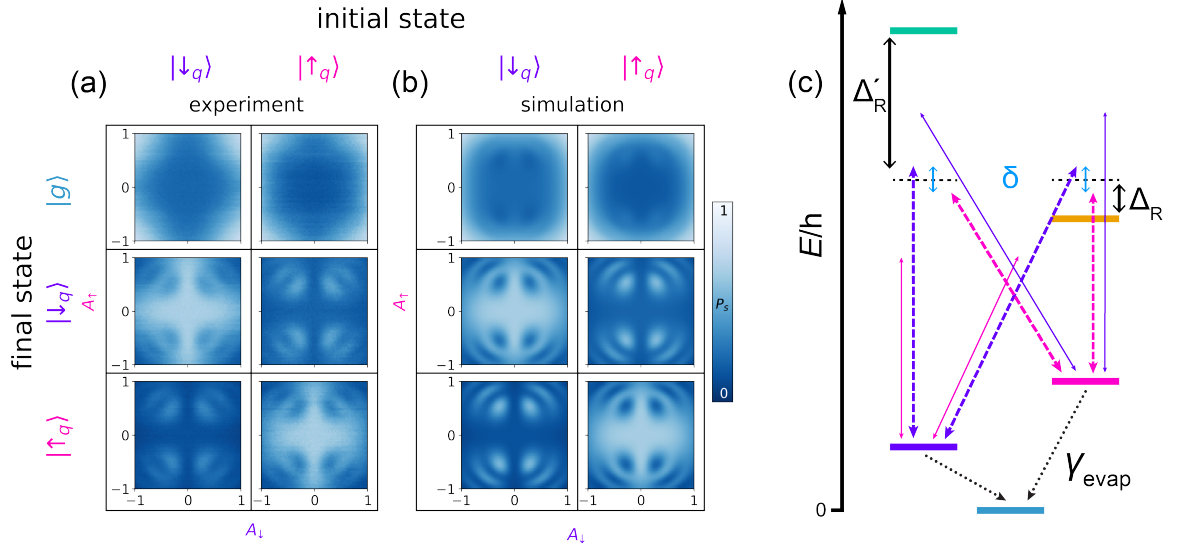 initial state
(a)
|↓q⟩
|↑q⟩
(b)
|↓q⟩
|↑q⟩
(c)
experiment
simulation
final state
|g⟩
|↓q⟩
|↑q⟩
1
0
−1
1
0
−1
A↑
1
0
−1
1
0
−1
A↑
1
0
−1
1
0
−1
−1
0
1
−1
0
1
−1
0
1
−1
0
1
A↓
A↓
1
Ps
0
E/h
0
Δ′R
δ
ΔR
γevap